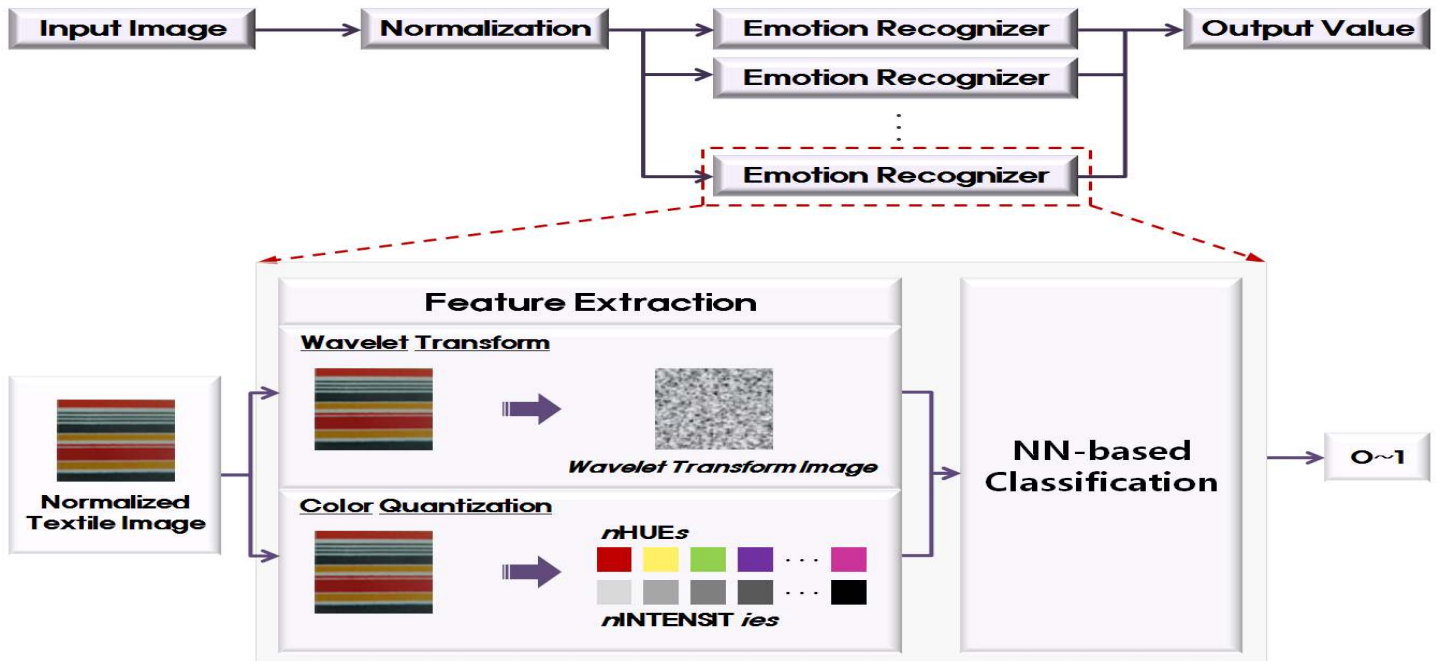 Input Image
Normalization
Emotion Recognizer
Output Value
Emotion Recognizer
Emotion Recognizer
Feature Extraction
Wavelet Transform
Wavelet Transform Image
Normalized
Textile Image
Color Quantization
nHUEs
nINTENSIT ies
NN-based
Classification
0~1